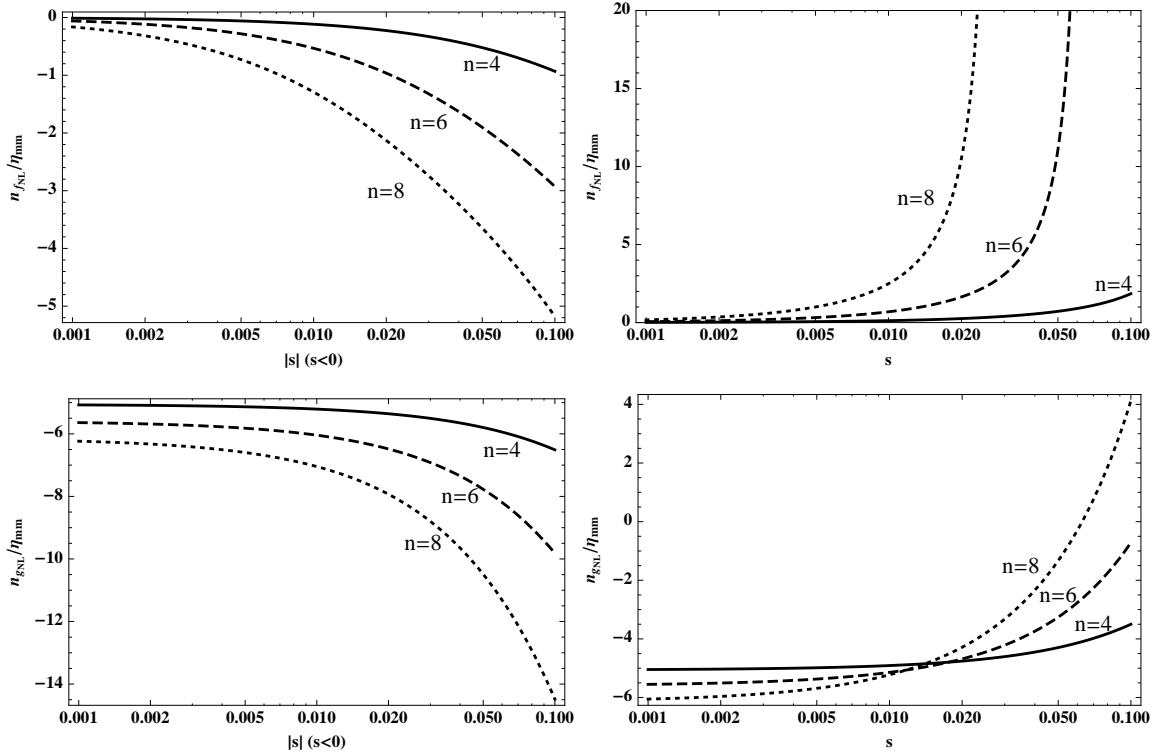 0
−1
−2
−3
−4
−5
n_{f_{NL}}/η_{mm}
n=4
n=6
n=8
0.001 0.002 0.005 0.010 0.020 0.050 0.100
|s| (s<0)
20
15
10
5
0
n_{f_{NL}}/η_{mm}
n=8
n=6
n=4
0.001 0.002 0.005 0.010 0.020 0.050 0.100
s
−6
−8
−10
−12
−14
n_{g_{NL}}/η_{mm}
n=4
n=6
n=8
0.001 0.002 0.005 0.010 0.020 0.050 0.100
|s| (s<0)
4
2
0
−2
−4
−6
n_{g_{NL}}/η_{mm}
n=8
n=6
n=4
0.001 0.002 0.005 0.010 0.020 0.050 0.100
s